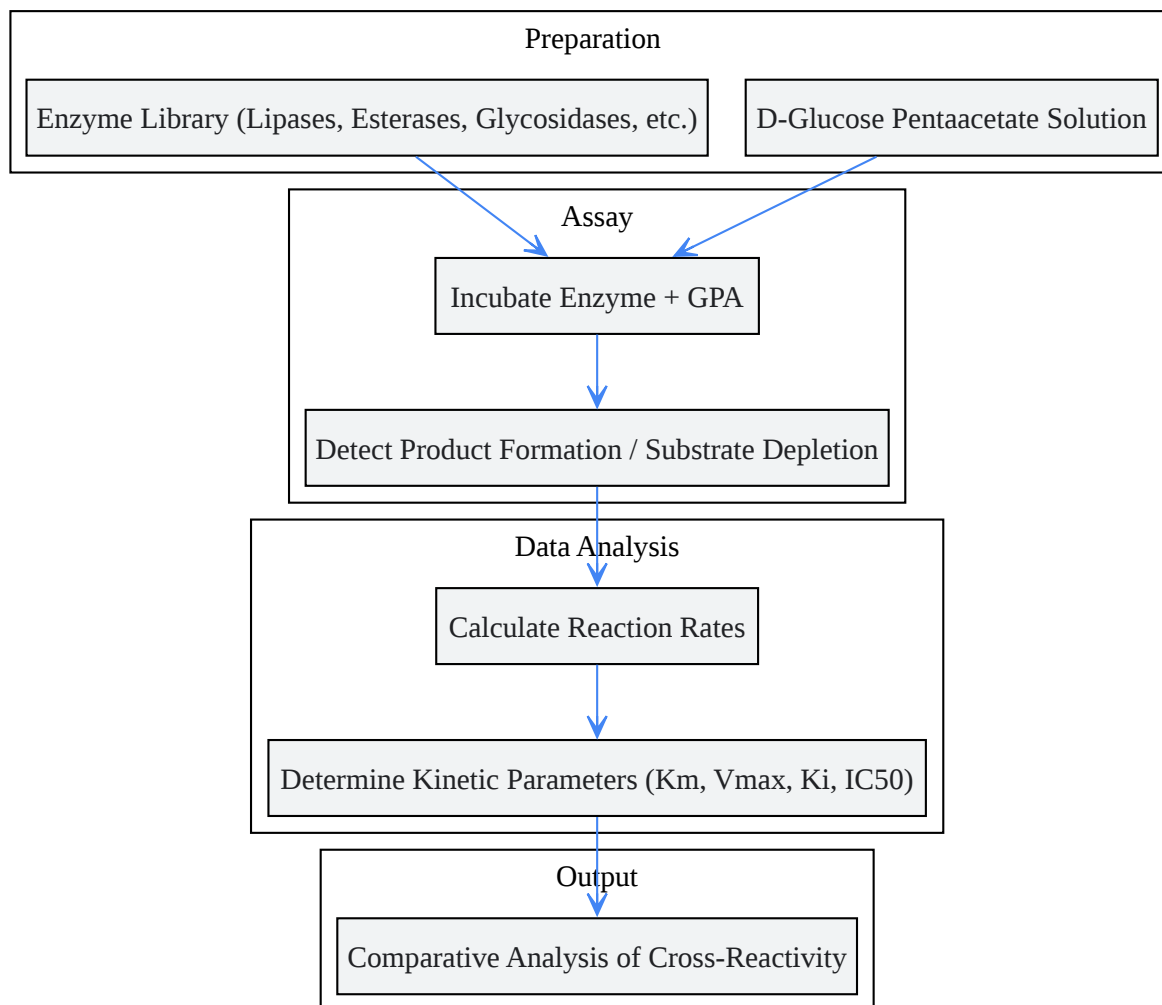 Preparation
Enzyme Library (Lipases, Esterases, Glycosidases, etc.)
D-Glucose Pentaacetate Solution
Assay
Incubate Enzyme + GPA
Detect Product Formation / Substrate Depletion
Data Analysis
Calculate Reaction Rates
Determine Kinetic Parameters (Km, Vmax, Ki, IC50)
Output
Comparative Analysis of Cross-Reactivity